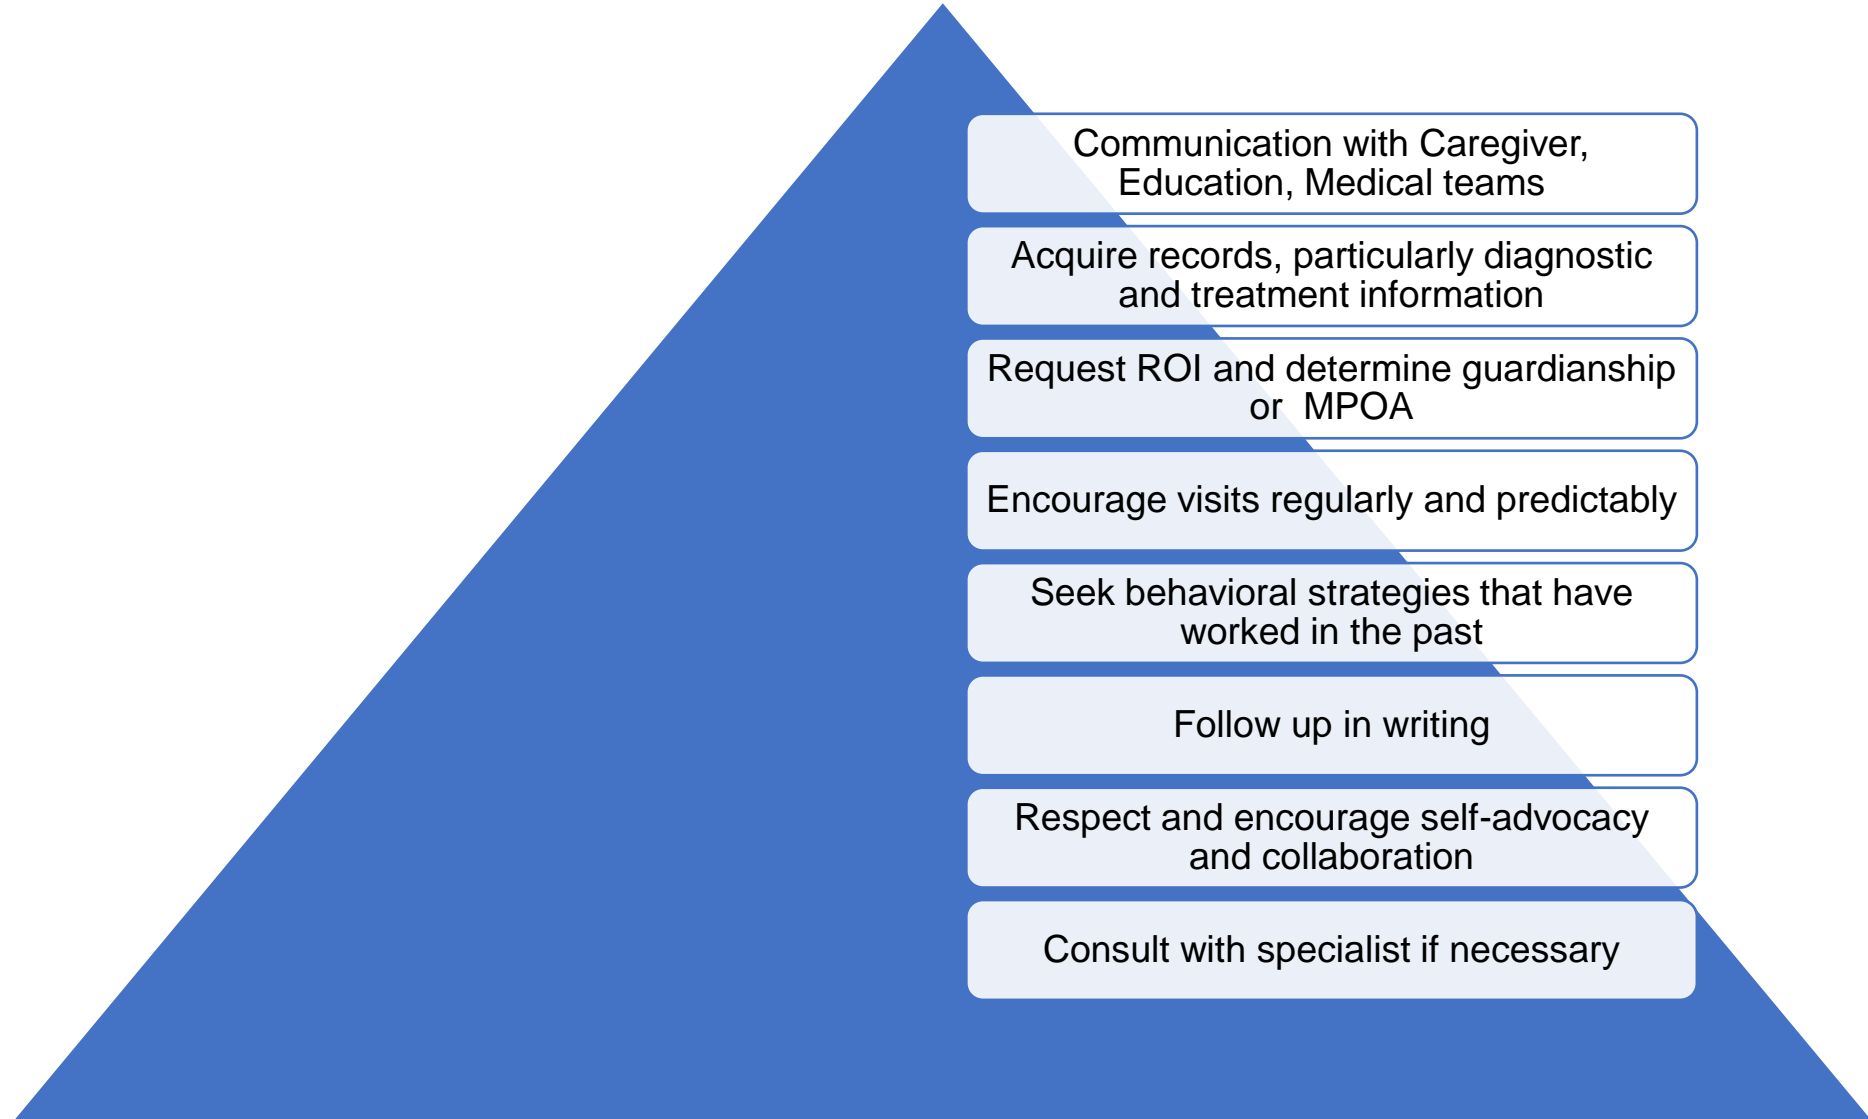 Communication with Caregiver,
Education, Medical teams
Acquire records, particularly diagnostic
and treatment information
Request ROI and determine guardianship
or  MPOA
Encourage visits regularly and predictably
Seek behavioral strategies that have
worked in the past
Follow up in writing
Respect and encourage self-advocacy
and collaboration
Consult with specialist if necessary